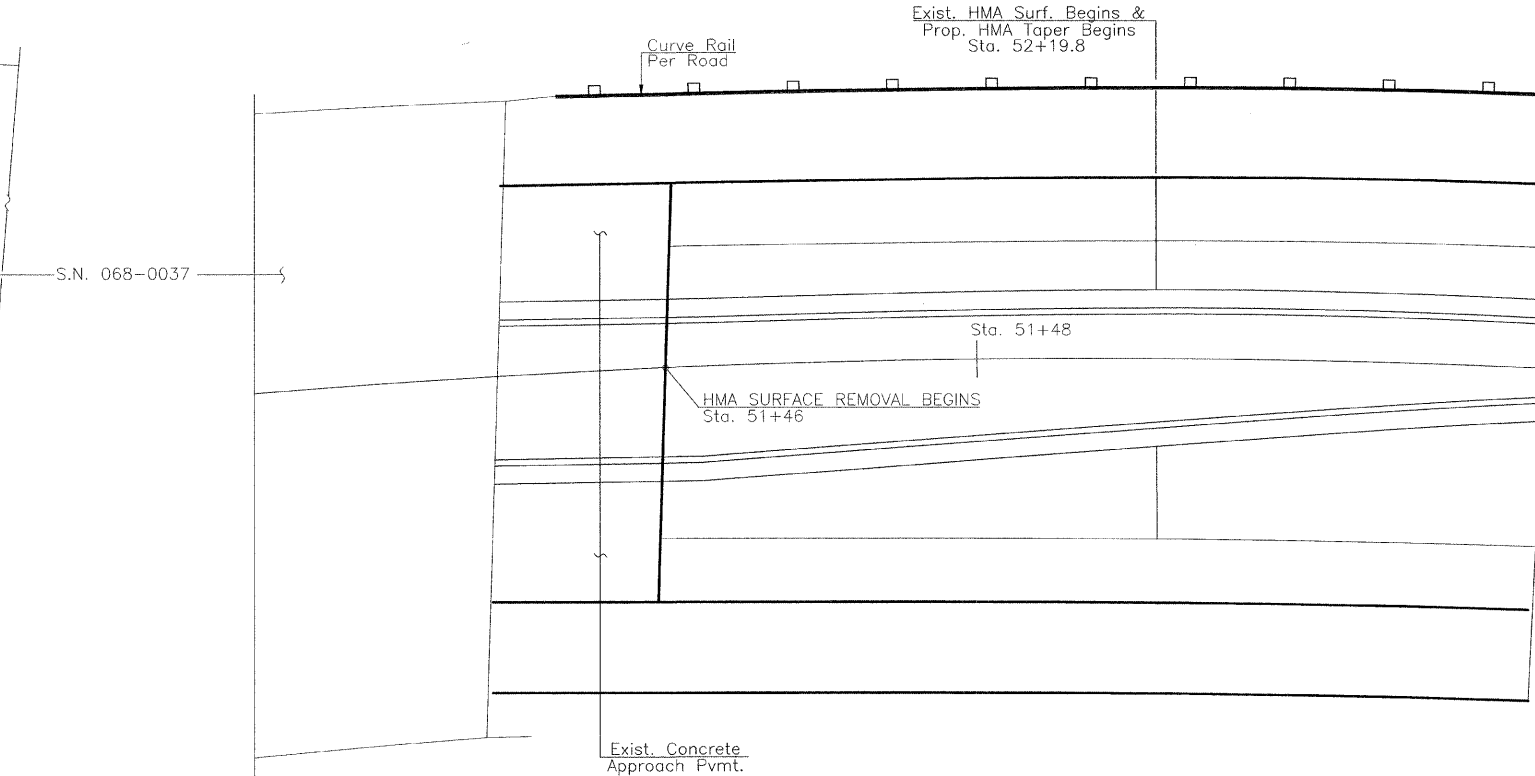 Exist. HMA Surf. Begins &
Prop. HMA Taper Begins
Sta. 52+19.8
Curve Rail
Per Road
S.N. 068-0037
Sta. 51+48
HMA SURFACE REMOVAL BEGINS
Sta. 51+46
Exist. Concrete
Approach Pvmt.